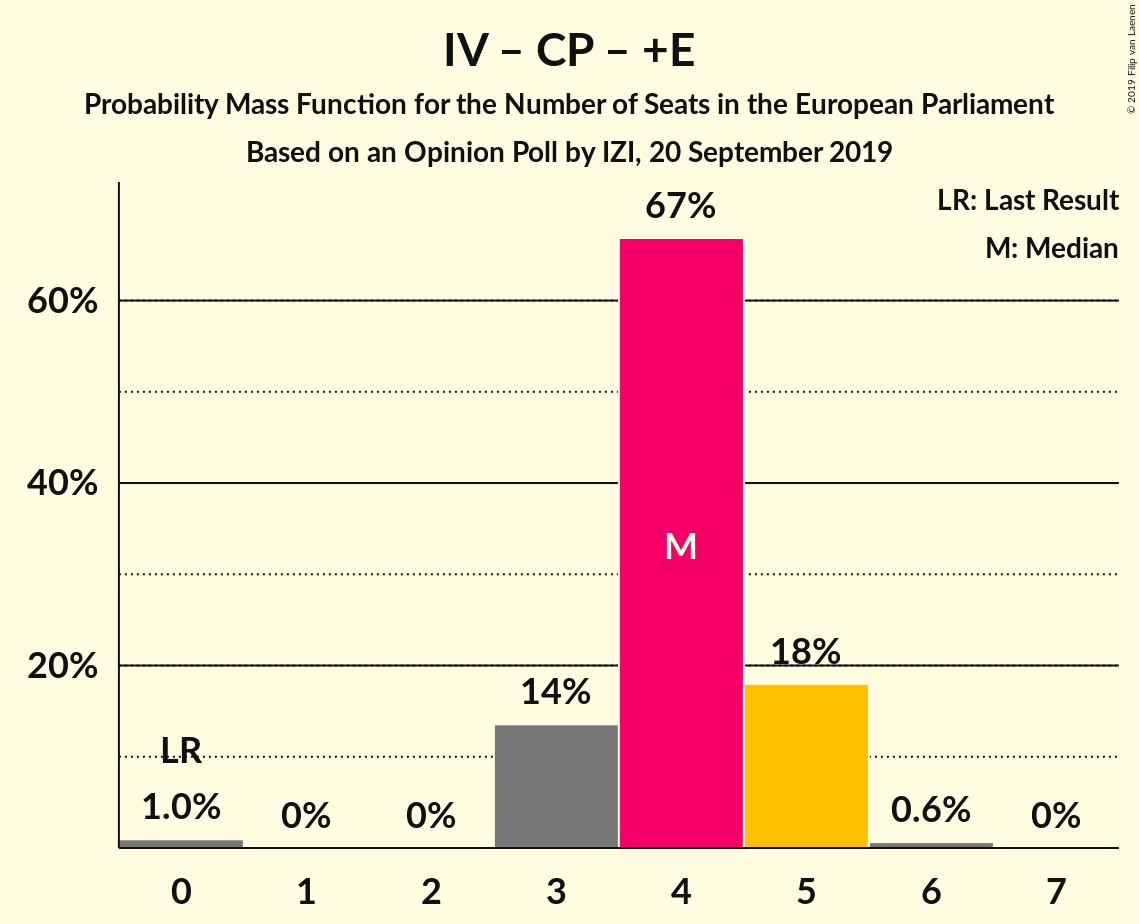 IV – CP – +E
Probability Mass Function for the Number of Seats in the European Parliament
Based on an Opinion Poll by IZI, 20 September 2019
© 2019 Filip van Laenen
LR: Last Result
M: Median
67%
60%
M
40%
18%
20%
14%
LR
1.0%
0%
0%
0.6%
0%
0 1 2 3 4 5 6 7